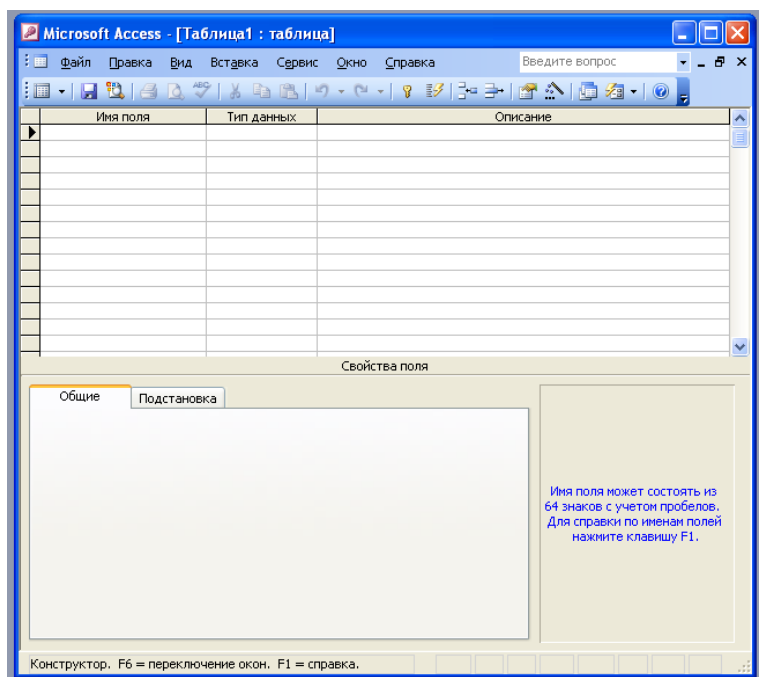 Microsoft Access - [Таблица1 : таблица]
Файл Правка Вид Вставка Сервис Окно Справка Введите вопрос
Имя поля Тип данных Описание
Свойства поля
Общие Подстановка
Имя поля может состоять из
64 знаков с учетом пробелов.
Для справки по именам полей
нажмите клавишу F1.
Конструктор. F6 = переключение окон. F1 = справка.